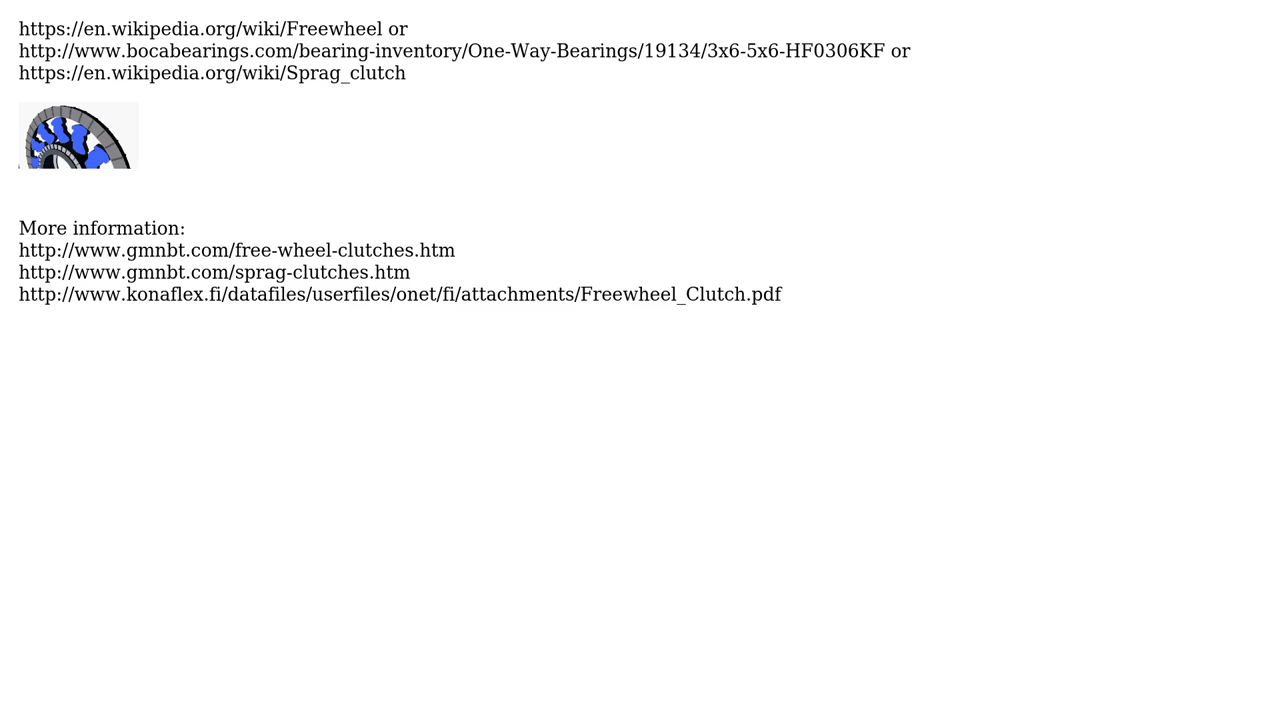 https://en.wikipedia.org/wiki/Freewheel or
http://www.bocabearings.com/bearing-inventory/One-Way-Bearings/19134/3x6-5x6-HF0306KF or
https://en.wikipedia.org/wiki/Sprag_clutch
More information:
http://www.gmnbt.com/free-wheel-clutches.htm
http://www.gmnbt.com/sprag-clutches.htm
http://www.konaflex.fi/datafiles/userfiles/onet/fi/attachments/Freewheel_Clutch.pdf